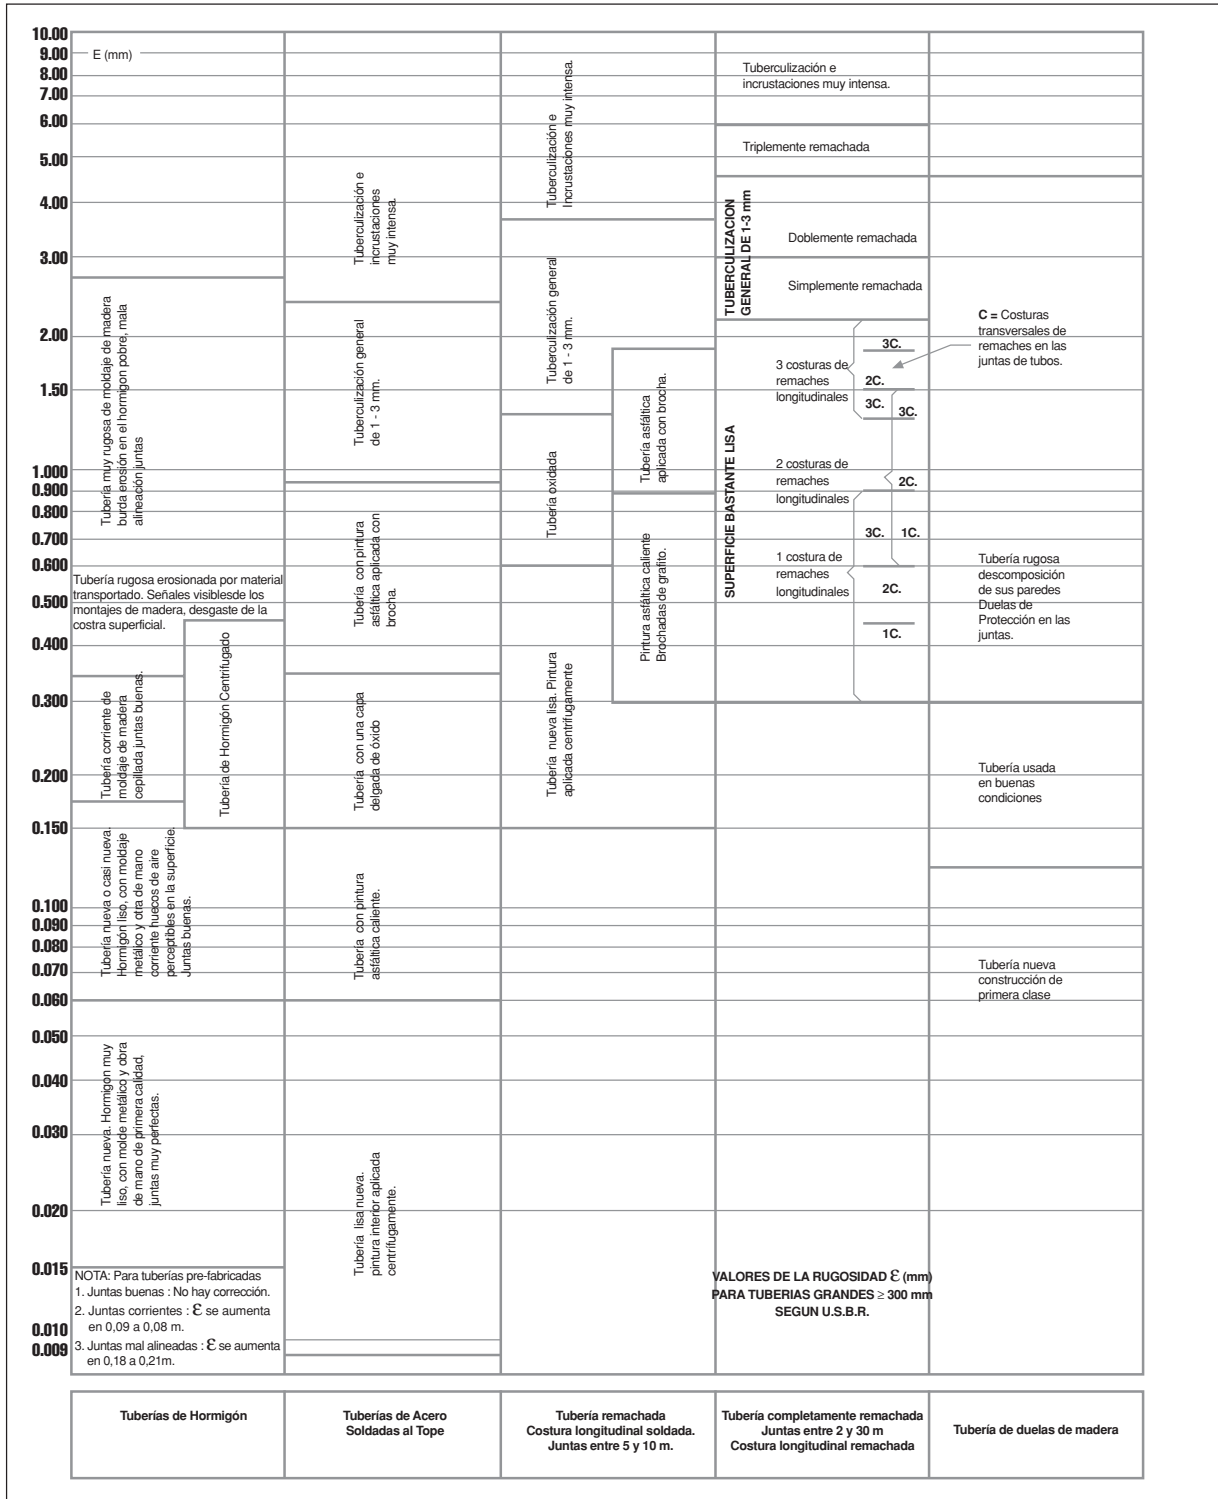 10.00
9.00
8.00
7.00
6.00
5.00
4.00
3.00
2.00
1.50
1.000
0.900
0.800
0.700
0.600
0.500
0.400
0.300
0.200
0.150
0.100
0.090
0.080
0.070
0.060
0.050
0.040
0.030
0.020
0.015
0.010
0.009
E (mm)
Tubería muy rugosa de moldaje de madera
burda erosión en el hormigon pobre, mala
alineación juntas
Tubería rugosa erosionada por material
transportado. Señales visiblesde los
montajes de madera, desgaste de la
costra superficial.
Tubería corriente de
moldaje de madera
cepillada juntas buenas.
Tubería de Hormigón Centrifugado
Tubería nueva o casi nueva.
Hormigón liso, con moldaje
metálico y otra de mano
corriente huecos de aire
perceptibles en la superficie.
Juntas buenas.
Tubería nueva. Hormigon muy
liso, con molde metálico y obra
de mano de primera calidad,
juntas muy perfectas.
NOTA: Para tuberías pre-fabricadas
1. Juntas buenas : No hay corrección.
2. Juntas corrientes : Ɛ se aumenta
en 0,09 a 0,08 m.
3. Juntas mal alineadas : Ɛ se aumenta
en 0,18 a 0,21m.
Tuberculización e
incrustaciones
muy intensa.
Tuberculización general
de 1 - 3 mm.
Tubería con pintura
asfáltica aplicada con
brocha.
Tubería con una capa
delgada de óxido
Tubería con pintura
asfáltica caliente.
Tubería lisa nueva.
pintura interior aplicada
centrífugamente.
Tuberculización e
Incrustaciones muy intensa.
Tuberculización general
de 1 - 3 mm.
Tubería oxidada
Tubería asfáltica
aplicada con brocha.
Pintura asfáltica caliente
Brochadas de grafito.
Tubería nueva lisa. Pintura
aplicada centrifugamente
Tuberculización e
incrustaciones muy intensa.
Triplemente remachada
TUBERCULIZACION
GENERAL DE 1-3 mm
Doblemente remachada
Simplemente remachada
SUPERFICIE BASTANTE LISA
3 costuras de
remaches
longitudinales
3C.
2C.
3C.
2 costuras de
remaches
longitudinales
3C.
2C.
1C.
1 costura de
remaches
longitudinales
3C.
2C.
1C.
C = Costuras
transversales de
remaches en las
juntas de tubos.
Tubería rugosa
descomposición
de sus paredes
Duelas de
Protección en las
juntas.
Tubería usada
en buenas
condiciones
Tubería nueva
construcción de
primera clase
VALORES DE LA RUGOSIDAD Ɛ (mm)
PARA TUBERIAS GRANDES ≥ 300 mm
SEGUN U.S.B.R.
Tuberías de Hormigón
Tuberías de Acero
Soldadas al Tope
Tubería remachada
Costura longitudinal soldada.
Juntas entre 5 y 10 m.
Tubería completamente remachada
Juntas entre 2 y 30 m
Costura longitudinal remachada
Tubería de duelas de madera